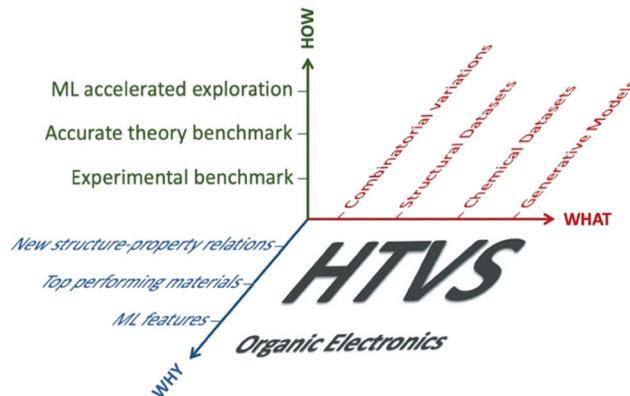 HOW
ML accelerated exploration
Accurate theory benchmark
Experimental benchmark
Combinatorial variations
Structural Datasets
Chemical Datasets
Generative Models
WHAT
New structure-property relations
Top performing materials
ML features
WHY
HTVS
Organic Electronics